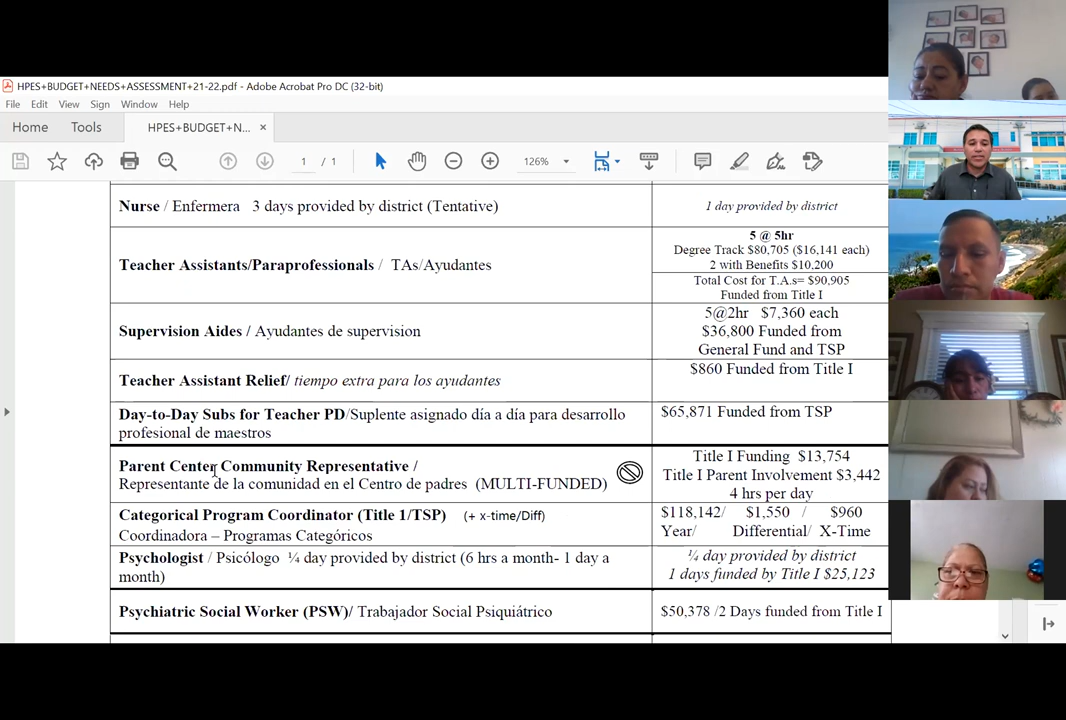 HPES+BUDGET+NEEDS+ASSESSMENT+21-22.pdf - Adobe Acrobat Pro DC (32-bit)
File Edit View Sign Window Help
Home Tools HPES+BUDGET+N... ×
1 / 1 126%
Nurse / Enfermera 3 days provided by district (Tentative)
1 day provided by district
Teacher Assistants/Paraprofessionals / TAs/Ayudantes
5 @ 5hr
Degree Track $80,705 ($16,141 each)
2 with Benefits $10,200
Total Cost for T.A.s= $90,905
Funded from Title I
Supervision Aides / Ayudantes de supervision
5@2hr $7,360 each
$36,800 Funded from
General Fund and TSP
Teacher Assistant Relief/ tiempo extra para los ayudantes
$860 Funded from Title I
Day-to-Day Subs for Teacher PD/Suplente asignado día a día para desarrollo
profesional de maestros
$65,871 Funded from TSP
Parent Center Community Representative /
Representante de la comunidad en el Centro de padres (MULTI-FUNDED)
Title I Funding $13,754
Title I Parent Involvement $3,442
4 hrs per day
Categorical Program Coordinator (Title 1/TSP) (+ x-time/Diff)
Coordinadora – Programas Categóricos
$118,142/ $1,550 / $960
Year/ Differential/ X-Time
Psychologist / Psicólogo ¼ day provided by district (6 hrs a month- 1 day a
month)
¼ day provided by district
1 days funded by Title I $25,123
Psychiatric Social Worker (PSW)/ Trabajador Social Psiquiátrico
$50,378 /2 Days funded from Title I